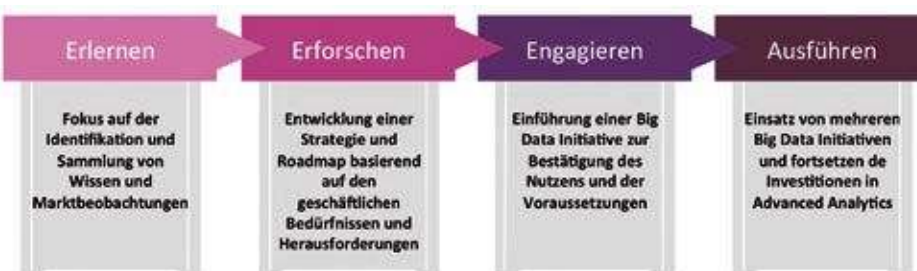 Erlernen
Fokus auf der
Identifikation und
Sammlung von
Wissen und
Marktbeobachtungen
Erforschen
Entwicklung einer
Strategie und
Roadmap basierend
auf den
geschäftlichen
Bedürfnissen und
Herausforderungen
Engagieren
Einführung einer Big
Data Initiative zur
Bestätigung des
Nutzens und der
Voraussetzungen
Ausführen
Einsatz von mehreren
Big Data Initiativen
und fortsetzen de
Investitionen in
Advanced Analytics